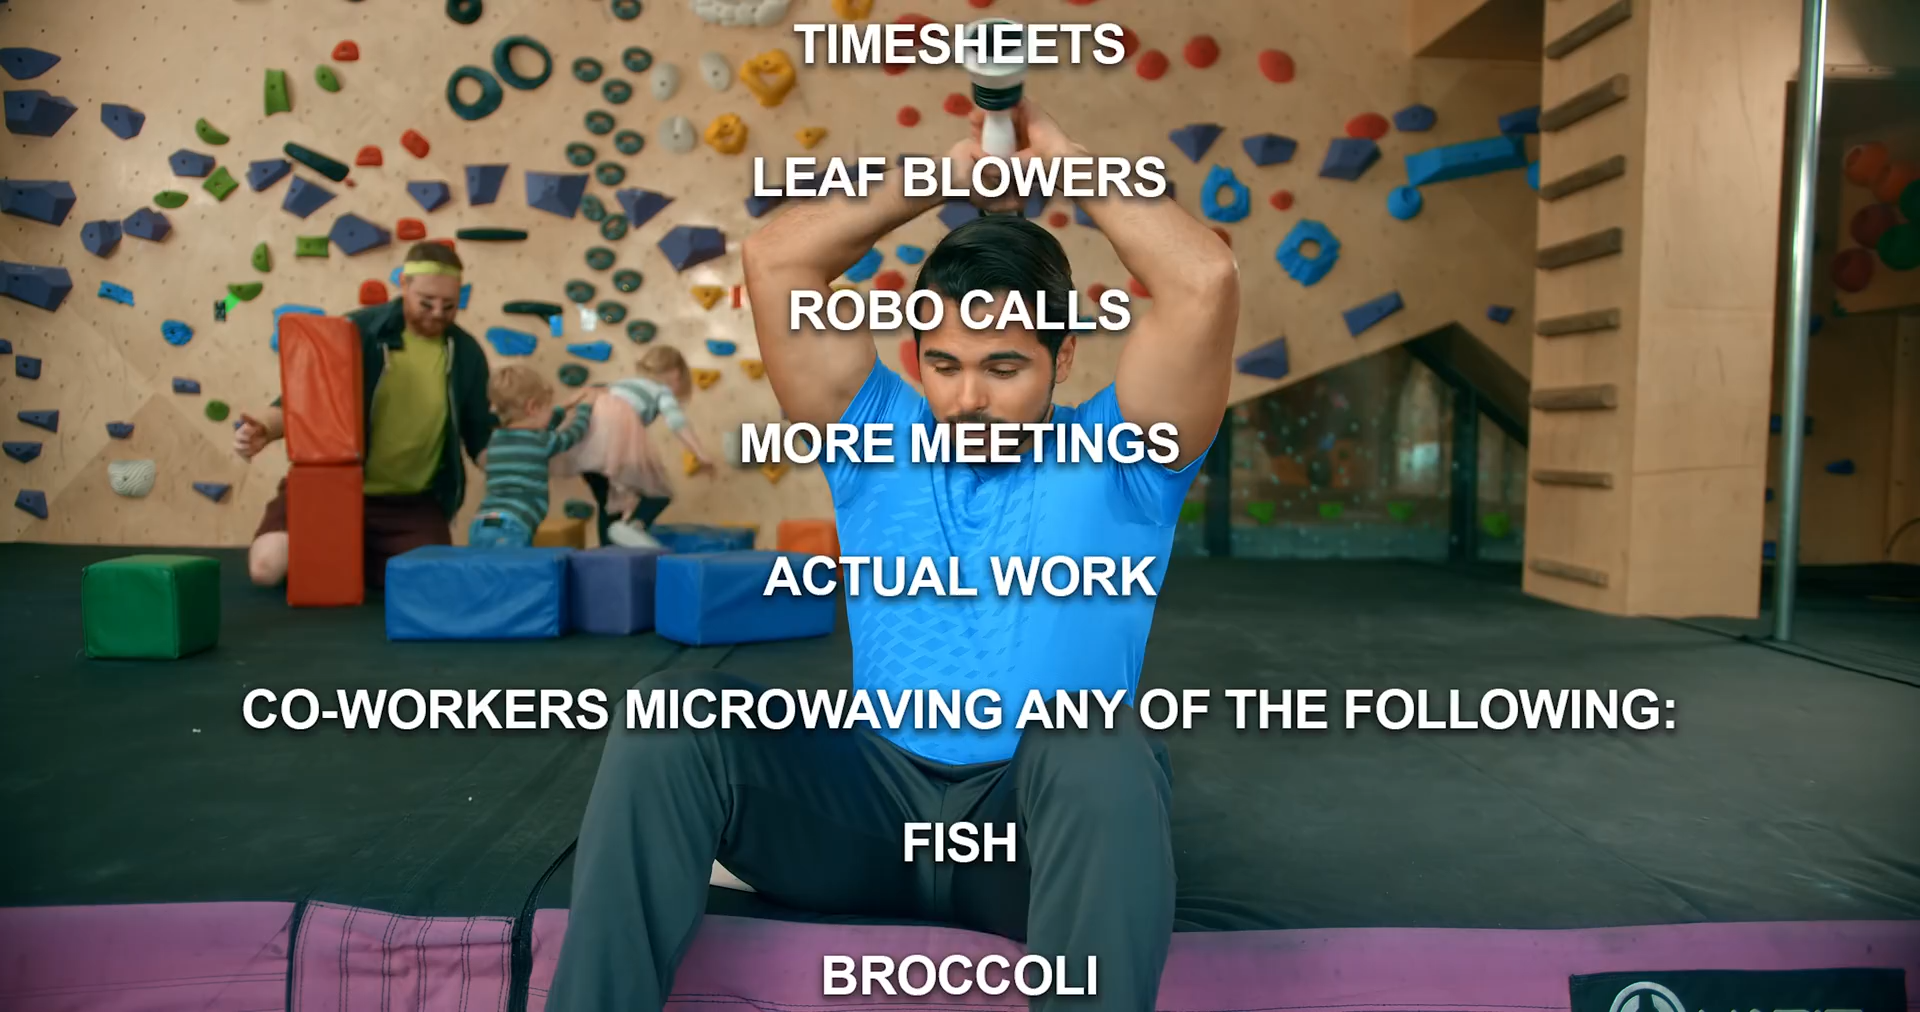 TIMESHEETS
LEAF BLOWERS
ROBO CALLS
MORE MEETINGS
ACTUAL WORK
CO-WORKERS MICROWAVING ANY OF THE FOLLOWING:
FISH
BROCCOLI